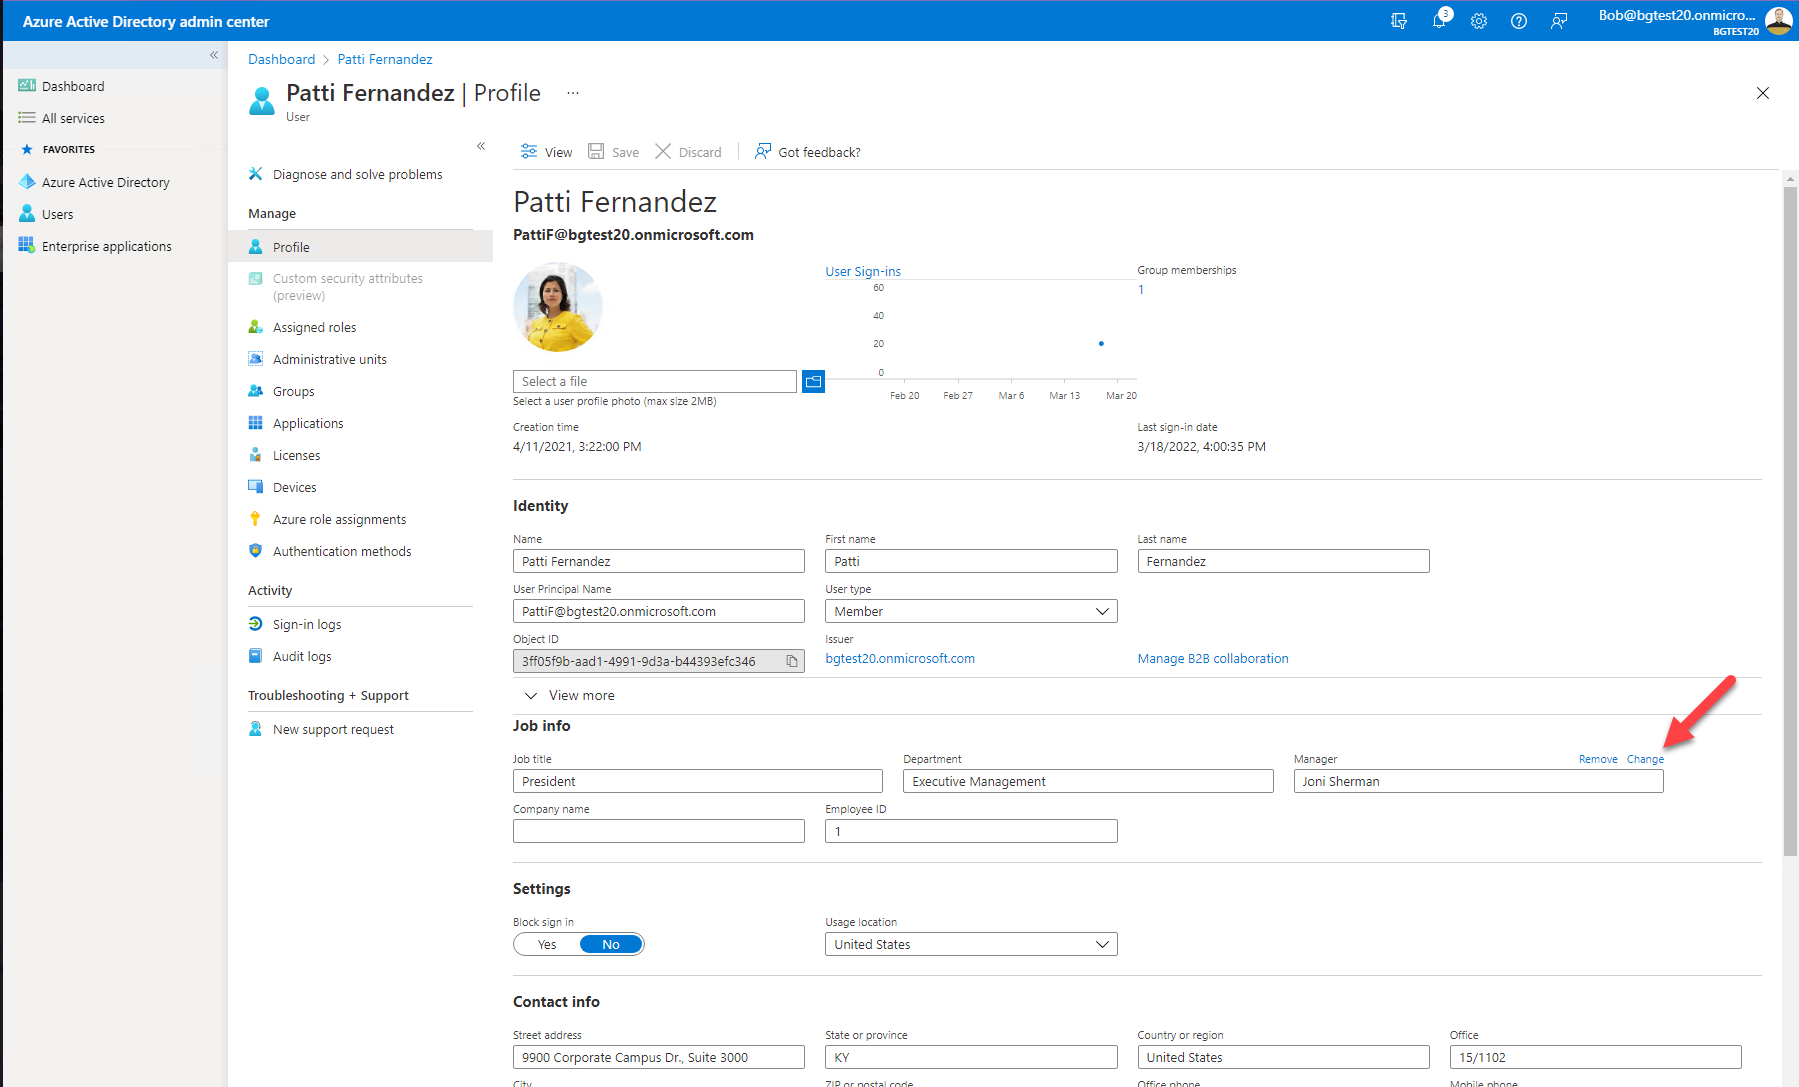 Azure Active Directory admin center
3
Bob@bgtest20.onmicro...
BGTEST20
Dashboard
All services
FAVORITES
Azure Active Directory
Users
Enterprise applications
Dashboard > Patti Fernandez
Patti Fernandez | Profile ...
User
Diagnose and solve problems
Manage
Profile
Custom security attributes
(preview)
Assigned roles
Administrative units
Groups
Applications
Licenses
Devices
Azure role assignments
Authentication methods
Activity
Sign-in logs
Audit logs
Troubleshooting + Support
New support request
View Save Discard Got feedback?
Patti Fernandez
PattiF@bgtest20.onmicrosoft.com
Select a file
Select a user profile photo (max size 2MB)
User Sign-ins
60
40
20
0
Feb 20 Feb 27 Mar 6 Mar 13 Mar 20
Group memberships
1
Creation time
4/11/2021, 3:22:00 PM
Last sign-in date
3/18/2022, 4:00:35 PM
Identity
Name First name Last name
Patti Fernandez Patti Fernandez
User Principal Name User type
PattiF@bgtest20.onmicrosoft.com Member
Object ID Issuer
3ff05f9b-aad1-4991-9d3a-b44393efc346 bgtest20.onmicrosoft.com Manage B2B collaboration
View more
Job info
Job title Department Manager Remove Change
President Executive Management Joni Sherman
Company name Employee ID
1
Settings
Block sign in Usage location
Yes No United States
Contact info
Street address State or province Country or region Office
9900 Corporate Campus Dr., Suite 3000 KY United States 15/1102
City ZIP or postal code Office phone Mobile phone